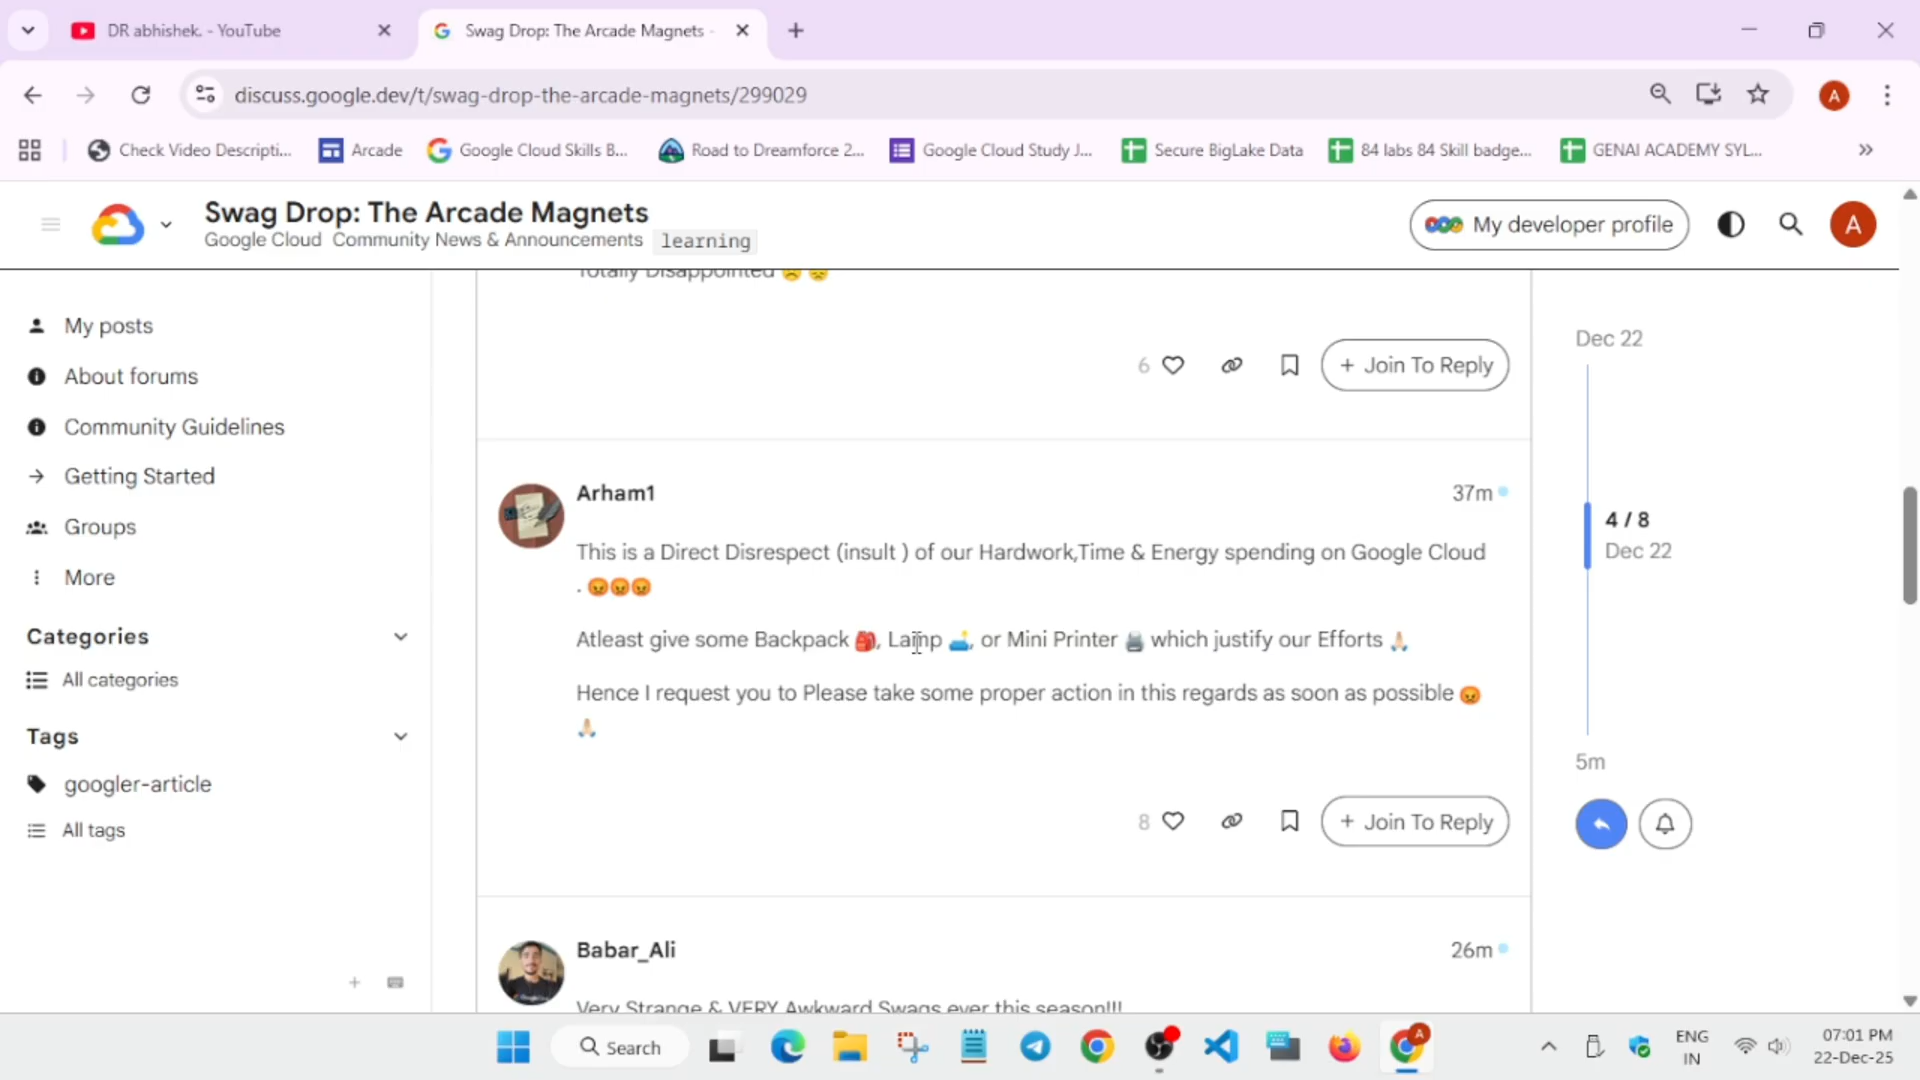 DR abhishek. - YouTube
Swag Drop: The Arcade Magnets -
discuss.google.dev/t/swag-drop-the-arcade-magnets/299029
A
Check Video Descripti...
Arcade
Google Cloud Skills B...
Road to Dreamforce 2...
Google Cloud Study J...
Secure BigLake Data
84 labs 84 Skill badge...
GENAI ACADEMY SYL...
Swag Drop: The Arcade Magnets
Google Cloud Community News & Announcements learning
My developer profile
A
My posts
About forums
Community Guidelines
Getting Started
Groups
More
Categories
All categories
Tags
googler-article
All tags
Totally Disappointed 😞 😞
6
+ Join To Reply
Arham1
37m
This is a Direct Disrespect (insult ) of our Hardwork,Time & Energy spending on Google Cloud
. 😡😡😡
Atleast give some Backpack 🎒, Lamp 🛋️, or Mini Printer 🖨️ which justify our Efforts 🙏🏻
Hence I request you to Please take some proper action in this regards as soon as possible 😡
🙏🏻
8
+ Join To Reply
Babar_Ali
26m
Very Strange & VERY Awkward Swags ever this season!!!
Dec 22
4 / 8
Dec 22
5m
Search
A
ENG
IN
07:01 PM
22-Dec-25